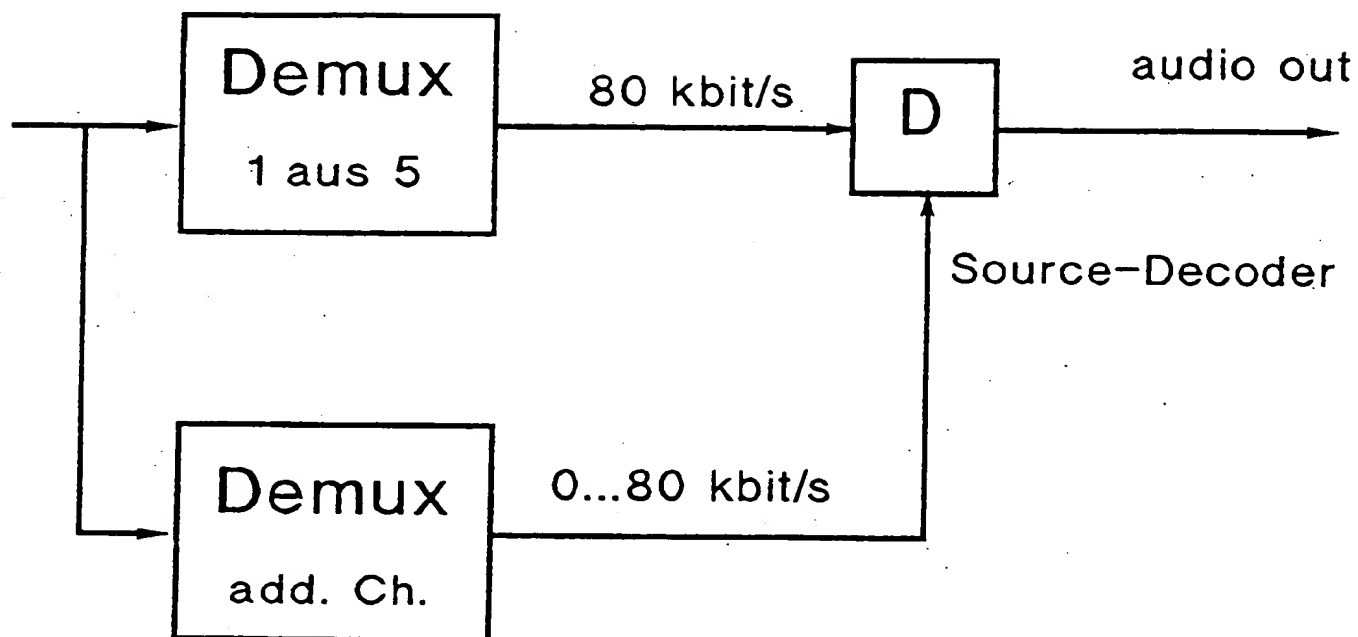 Demux
1 aus 5
80 kbit/s
D
audio out
Source-Decoder
Demux
add. Ch.
0...80 kbit/s